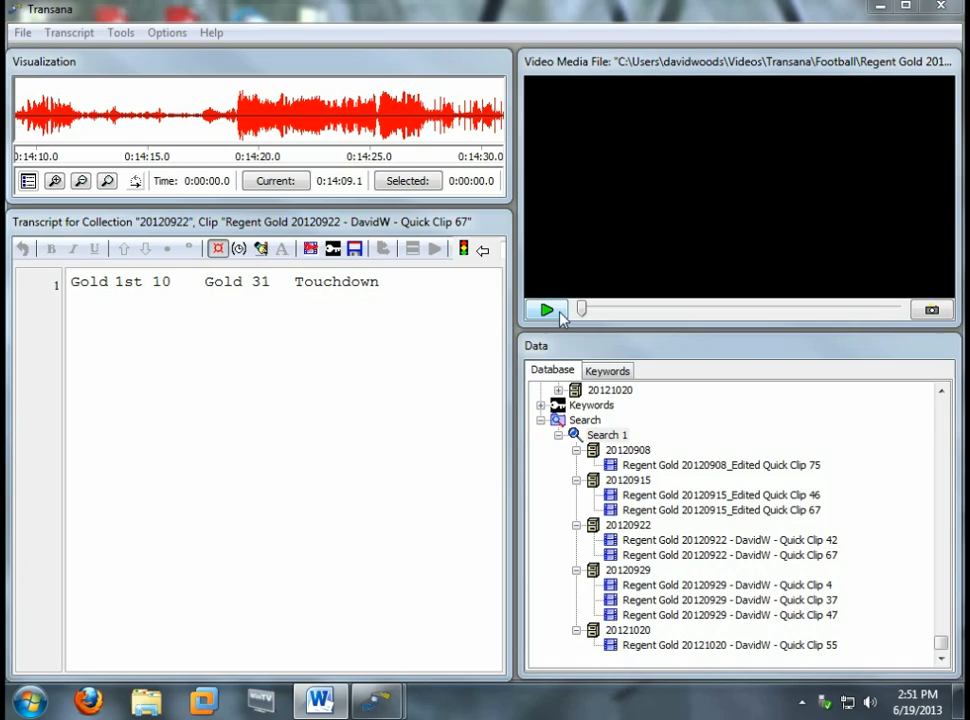 Transana
File Transcript Tools Options Help
Visualization
0:14:10.0 0:14:15.0 0:14:20.0 0:14:25.0 0:14:30.0
Time: 0:00:00.0 Current: 0:14:09.1 Selected: 0:00:00.0
Transcript for Collection "20120922", Clip "Regent Gold 20120922 - DavidW - Quick Clip 67"
B I U A
1 Gold 1st 10 Gold 31 Touchdown
Video Media File: "C:\Users\davidwoods\Videos\Transana\Football\Regent Gold 201...
Data
Database Keywords
20121020
Keywords
Search
Search 1
20120908
Regent Gold 20120908_Edited Quick Clip 75
20120915
Regent Gold 20120915_Edited Quick Clip 46
Regent Gold 20120915_Edited Quick Clip 67
20120922
Regent Gold 20120922 - DavidW - Quick Clip 42
Regent Gold 20120922 - DavidW - Quick Clip 67
20120929
Regent Gold 20120929 - DavidW - Quick Clip 4
Regent Gold 20120929 - DavidW - Quick Clip 37
Regent Gold 20120929 - DavidW - Quick Clip 47
20121020
Regent Gold 20121020 - DavidW - Quick Clip 55
WinTV
W
2:51 PM
6/19/2013